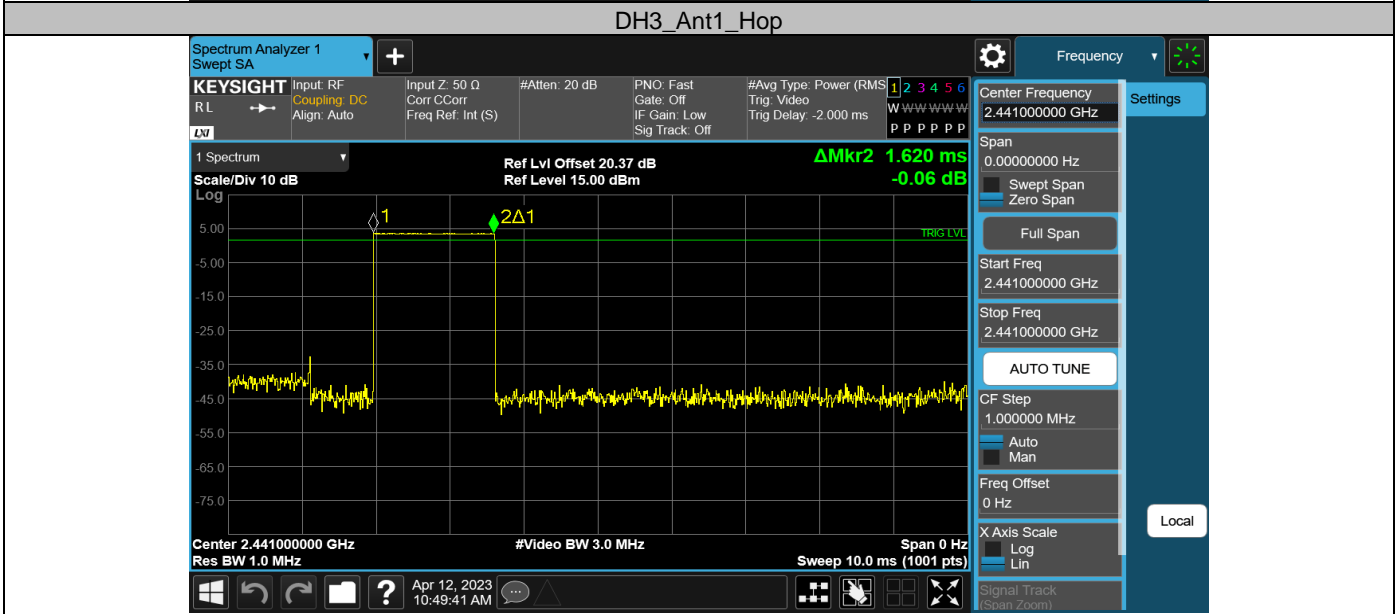 DH3_Ant1_Hop
Spectrum Analyzer 1
Swept SA
+
Frequency
KEYSIGHT
RL
LXI
Input: RF
Coupling: DC
Align: Auto
Input Z: 50 Ω
Corr CCorr
Freq Ref: Int (S)
#Atten: 20 dB
PNO: Fast
Gate: Off
IF Gain: Low
Sig Track: Off
#Avg Type: Power (RMS
Trig: Video
Trig Delay: -2.000 ms
1 2 3 4 5 6
W W W W W W
P P P P P P
1 Spectrum
Scale/Div 10 dB
Log
Ref Lvl Offset 20.37 dB
Ref Level 15.00 dBm
ΔMkr2 1.620 ms
-0.06 dB
1
2Δ1
TRIG LVL
5.00
-5.00
-15.0
-25.0
-35.0
-45.0
-55.0
-65.0
-75.0
Center 2.441000000 GHz
Res BW 1.0 MHz
#Video BW 3.0 MHz
Span 0 Hz
Sweep 10.0 ms (1001 pts)
?
Apr 12, 2023
10:49:41 AM
Center Frequency
2.441000000 GHz
Span
0.00000000 Hz
Swept Span
Zero Span
Full Span
Start Freq
2.441000000 GHz
Stop Freq
2.441000000 GHz
AUTO TUNE
CF Step
1.000000 MHz
Auto
Man
Freq Offset
0 Hz
X Axis Scale
Log
Lin
Signal Track
(Span Zoom)
Settings
Local